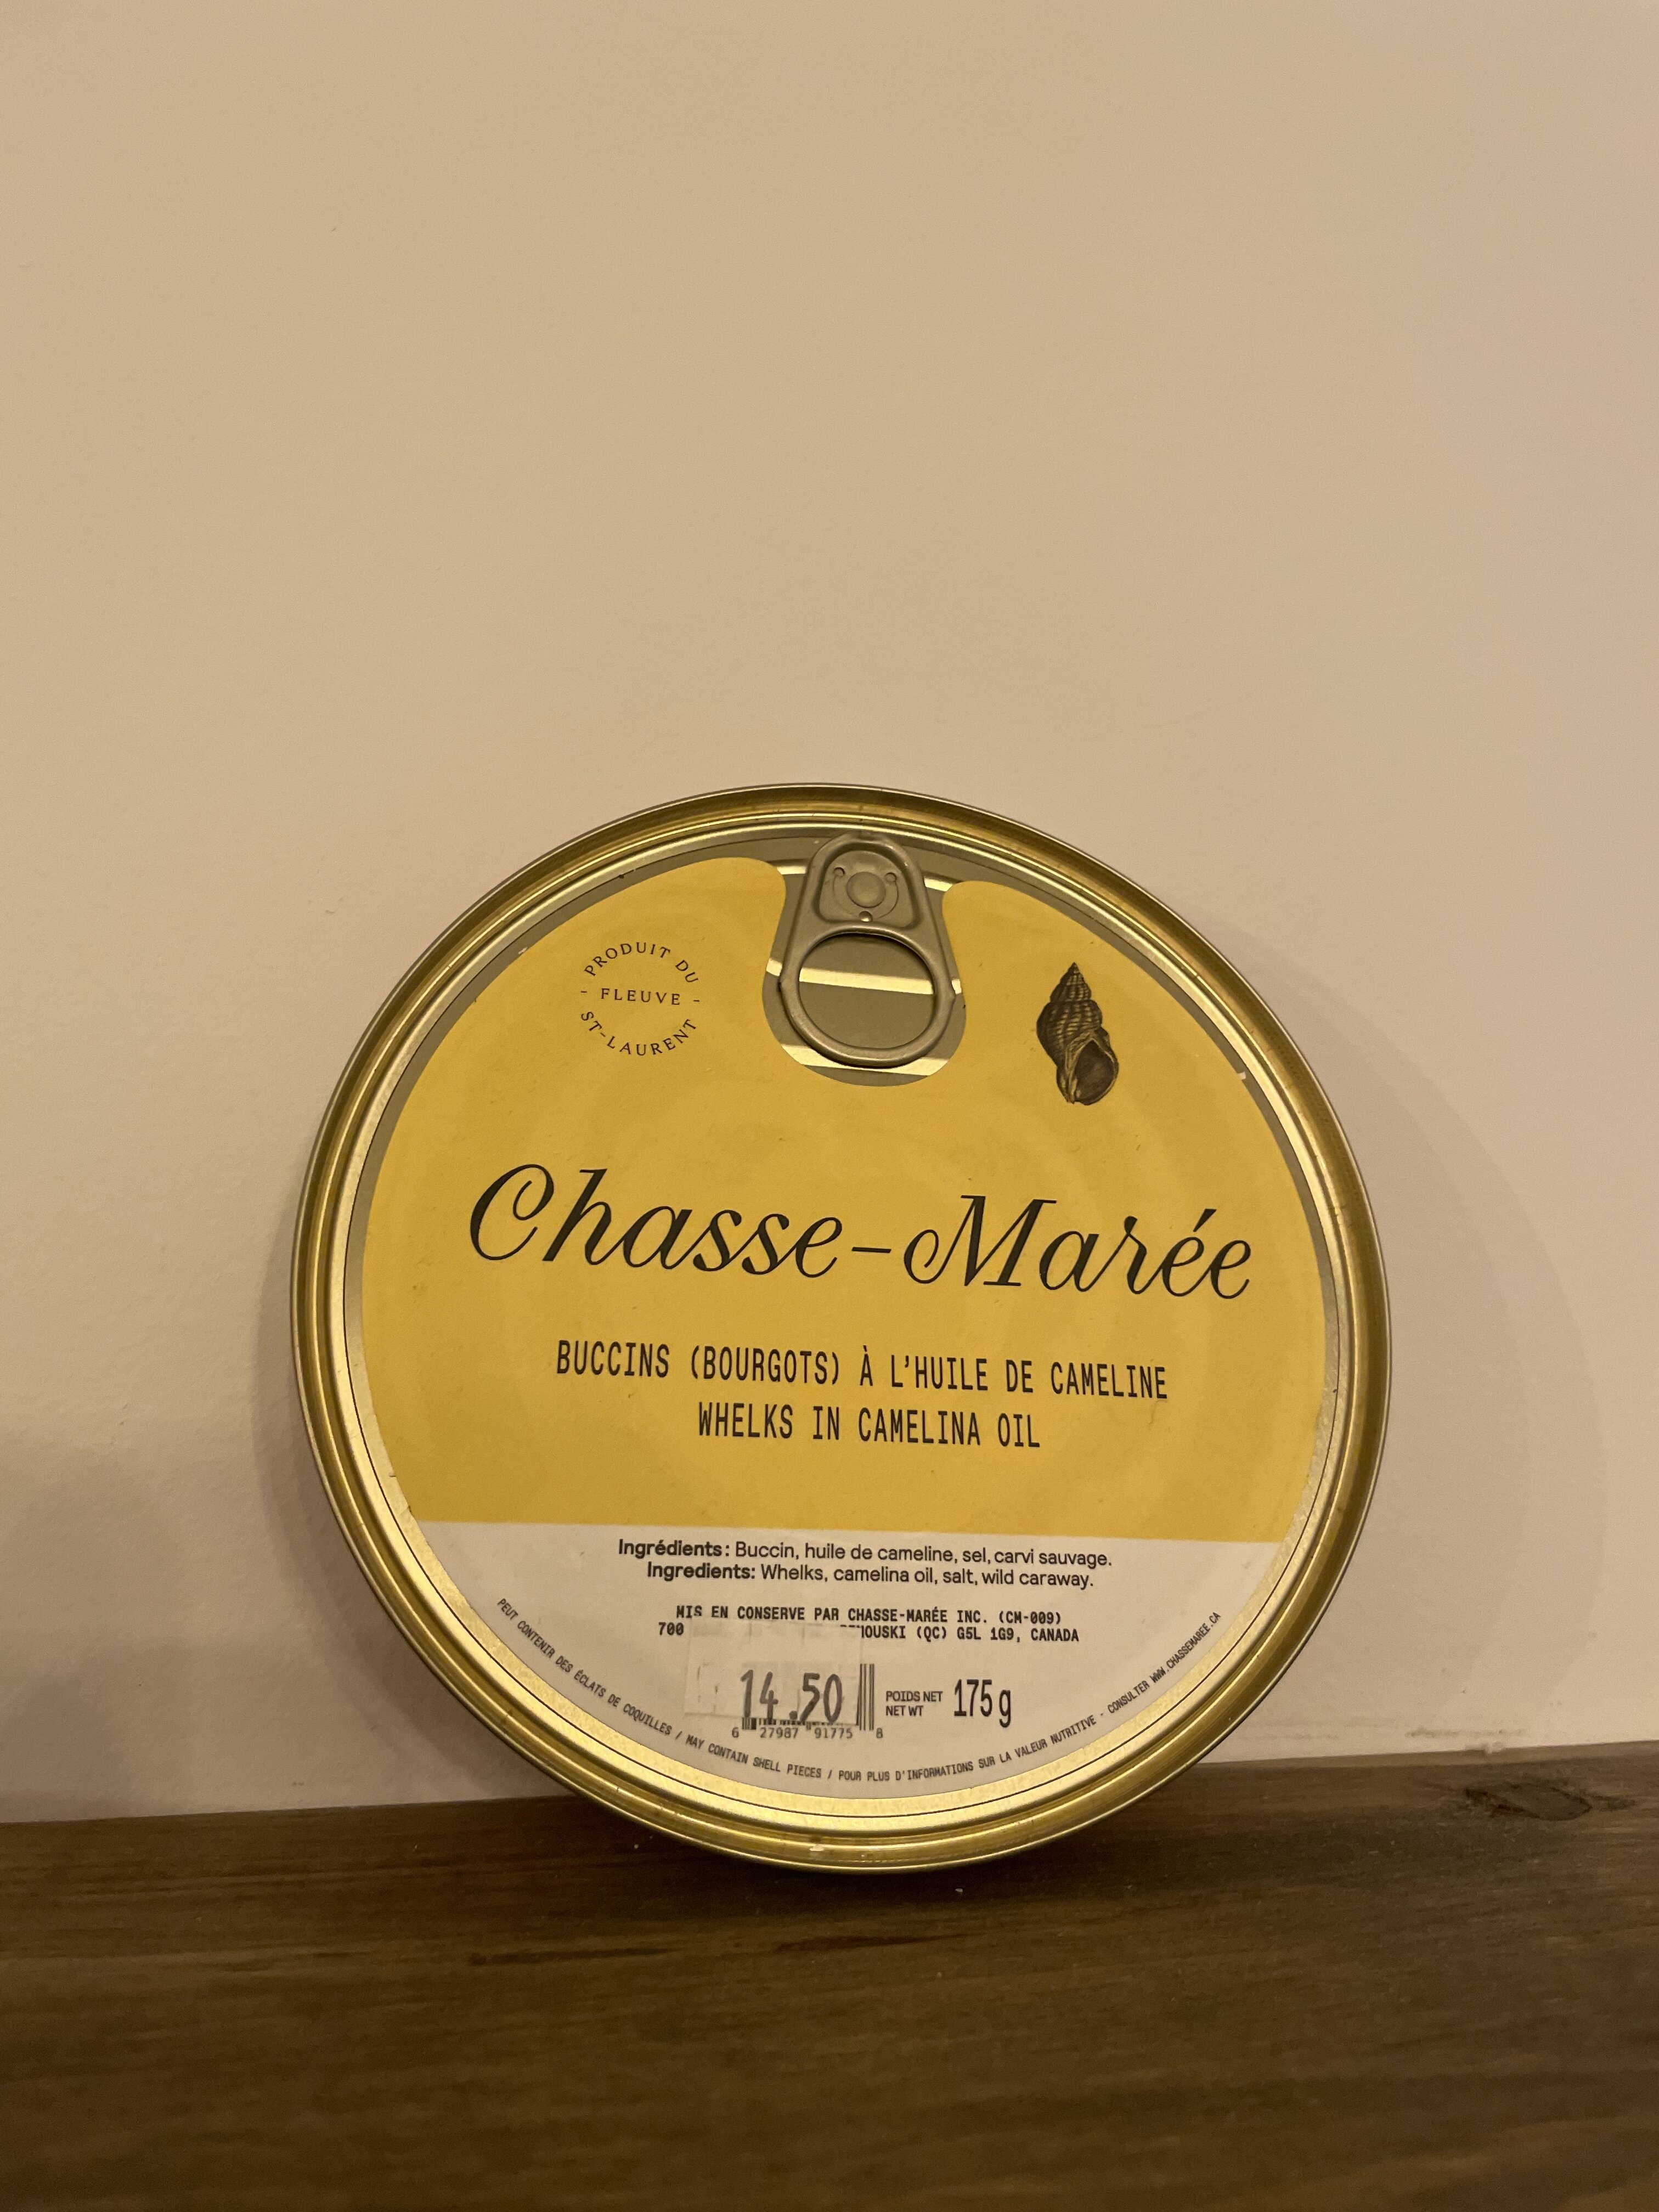 PRODUIT DU
- FLEUVE -
ST-LAURENT
Chasse-Marée
BUCCINS (BOURGOTS) À L'HUILE DE CAMELINE
WHELKS IN CAMELINA OIL
Ingrédients: Buccin, huile de cameline, sel, carvi sauvage.
Ingredients: Whelks, camelina oil, salt, wild caraway.
MIS EN CONSERVE PAR CHASSE-MARÉE INC. (CM-009)
700 (QC) G5L 1G9, CANADA
14.50
POIDS NET
NET WT
175 g
6 27987 91775 8
PEUT CONTENIR DES ÉCLATS DE COQUILLES / MAY CONTAIN SHELL PIECES / POUR PLUS D'INFORMATIONS SUR LA VALEUR NUTRITIVE - CONSULTER WWW.CHASSEMAREE.CA